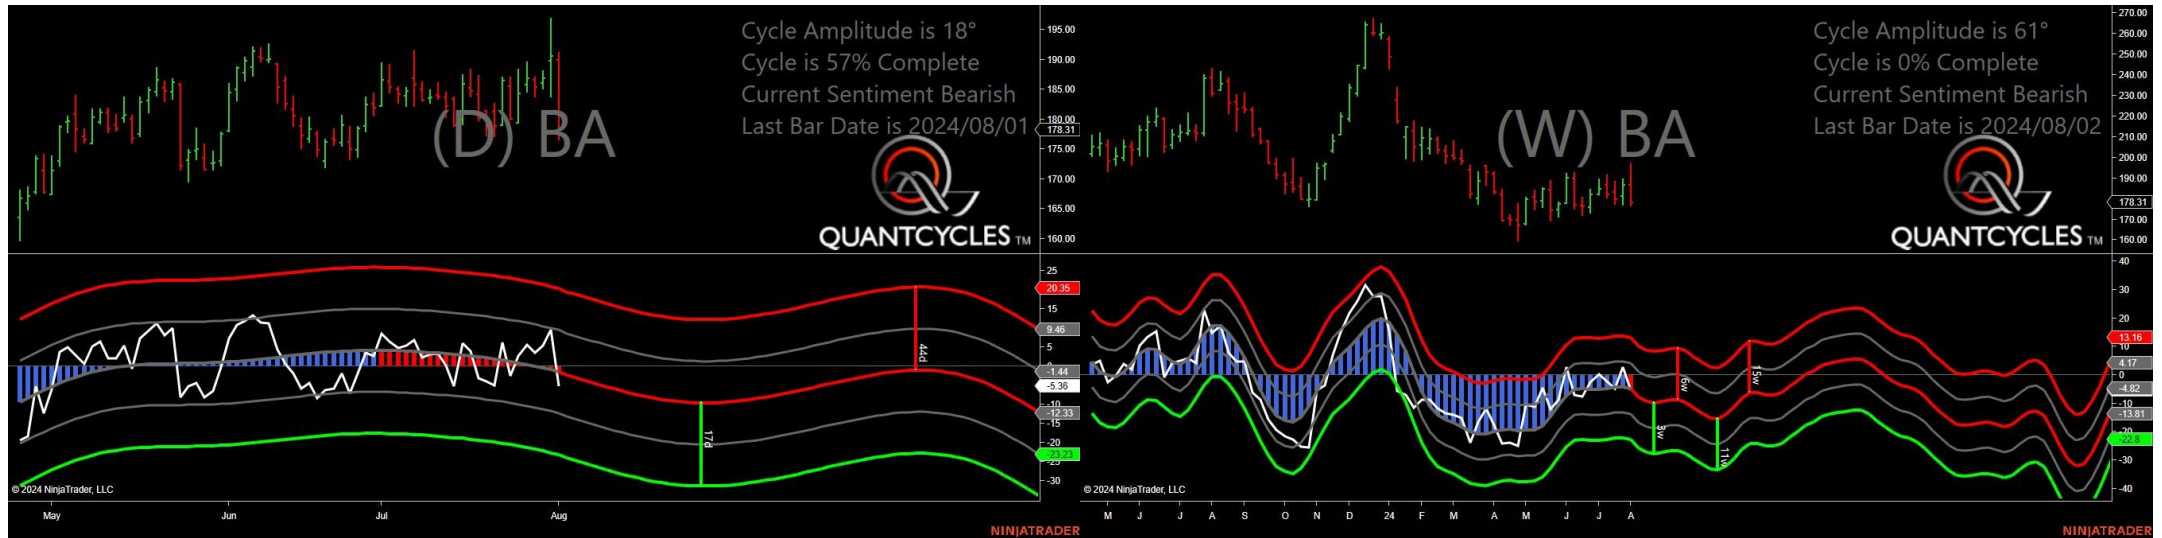 Cycle Amplitude is 18°
Cycle is 57% Complete
Current Sentiment Bearish
Last Bar Date is 2024/08/01
(D) BA
QUANTCYCLES TM
195.00
190.00
185.00
180.00
178.31
175.00
170.00
165.00
160.00
25
20.35
15
9.46
5
-1.44
-5.36
-10
-12.33
-15
-20
-23.23
-30
44d
17d
© 2024 NinjaTrader, LLC
May Jun Jul Aug
NINJATRADER
Cycle Amplitude is 61°
Cycle is 0% Complete
Current Sentiment Bearish
Last Bar Date is 2024/08/02
(W) BA
QUANTCYCLES TM
270.00
260.00
250.00
240.00
230.00
220.00
210.00
200.00
190.00
178.31
170.00
160.00
40
30
20
13.16
10
4.17
0
-4.82
-10
-13.81
-22.8
-30
-40
6w
15w
11w
© 2024 NinjaTrader, LLC
M J J A S O N D 24 F M A M J J A
NINJATRADER